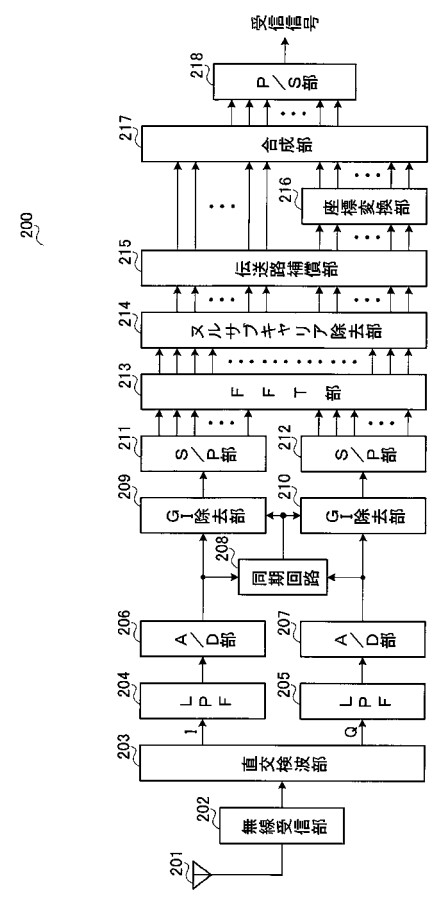 200
201
202
無線受信部
203
直交検波部
I
Q
204
LPF
205
LPF
206
A/D部
207
A/D部
208
同期回路
209
GI除去部
210
GI除去部
211
S/P部
212
S/P部
213
FFT部
214
ヌルサブキャリア除去部
215
伝送路補償部
216
座標変換部
217
合成部
218
P/S部
受信信号